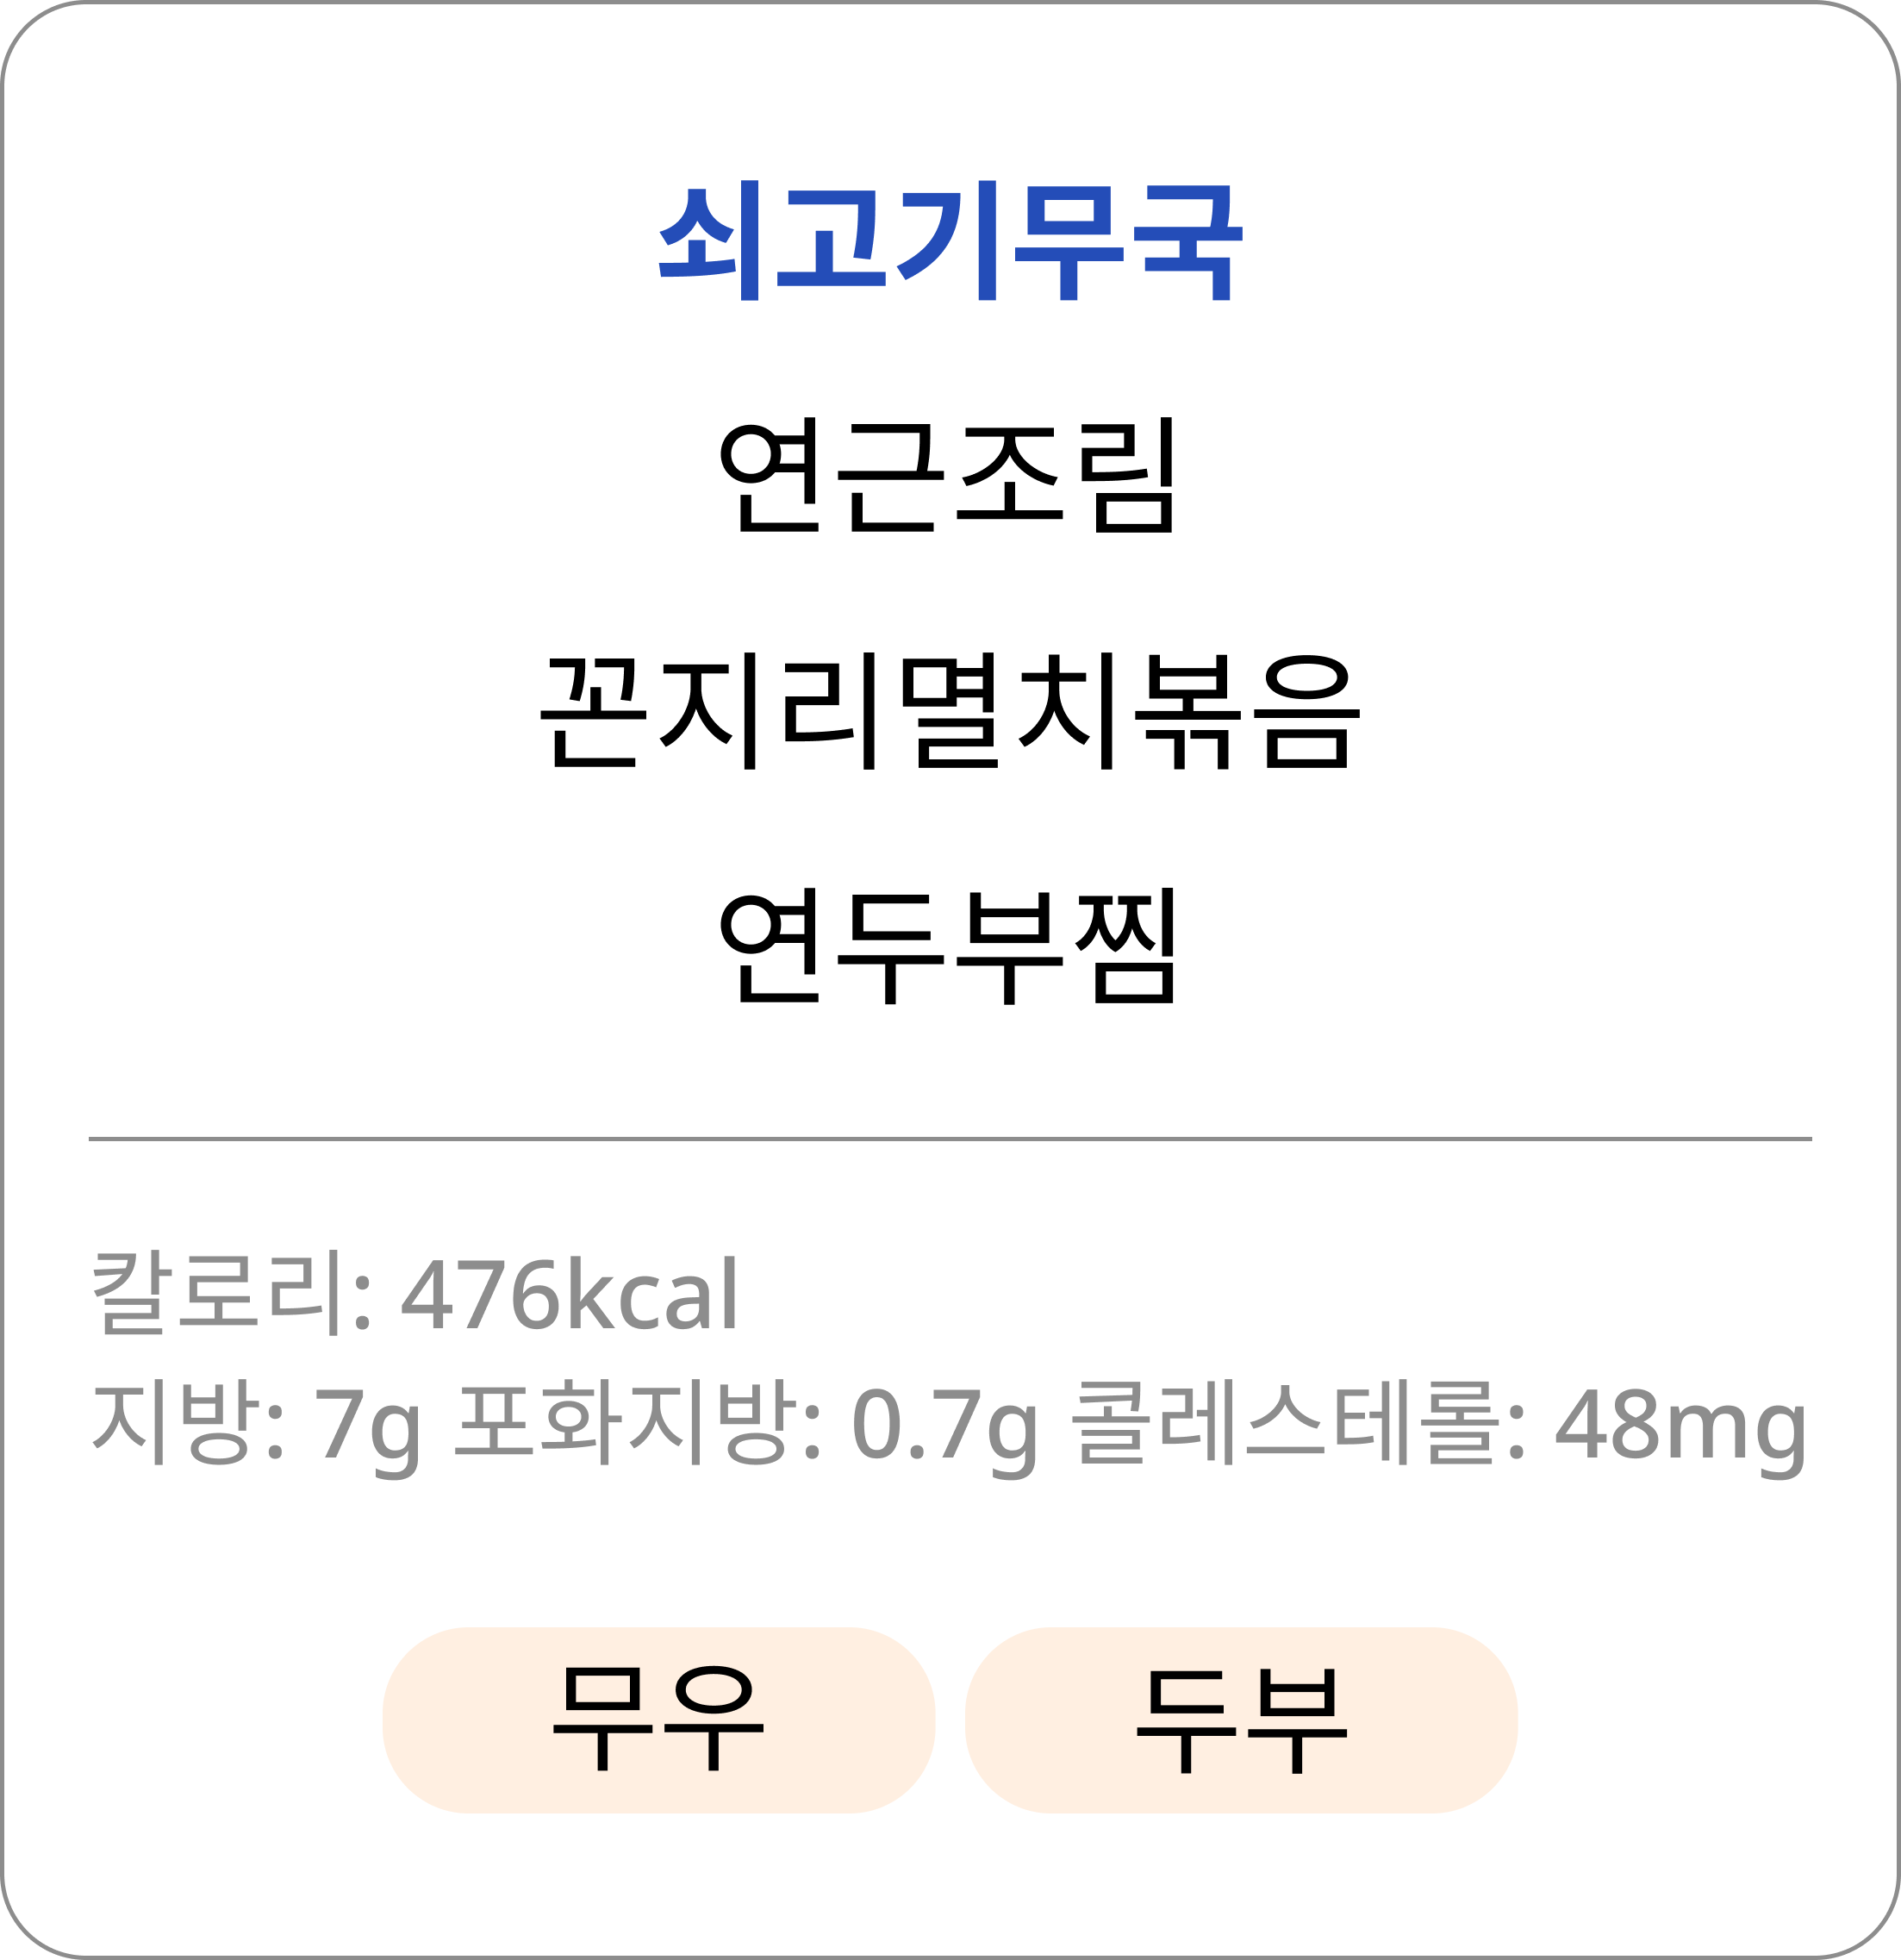 쇠고기무국
연근조림
꼬지멸치볶음
연두부찜
칼로리: 476kcal
지방: 7g 포화지방: 0.7g 콜레스테롤: 48mg
무우 두부